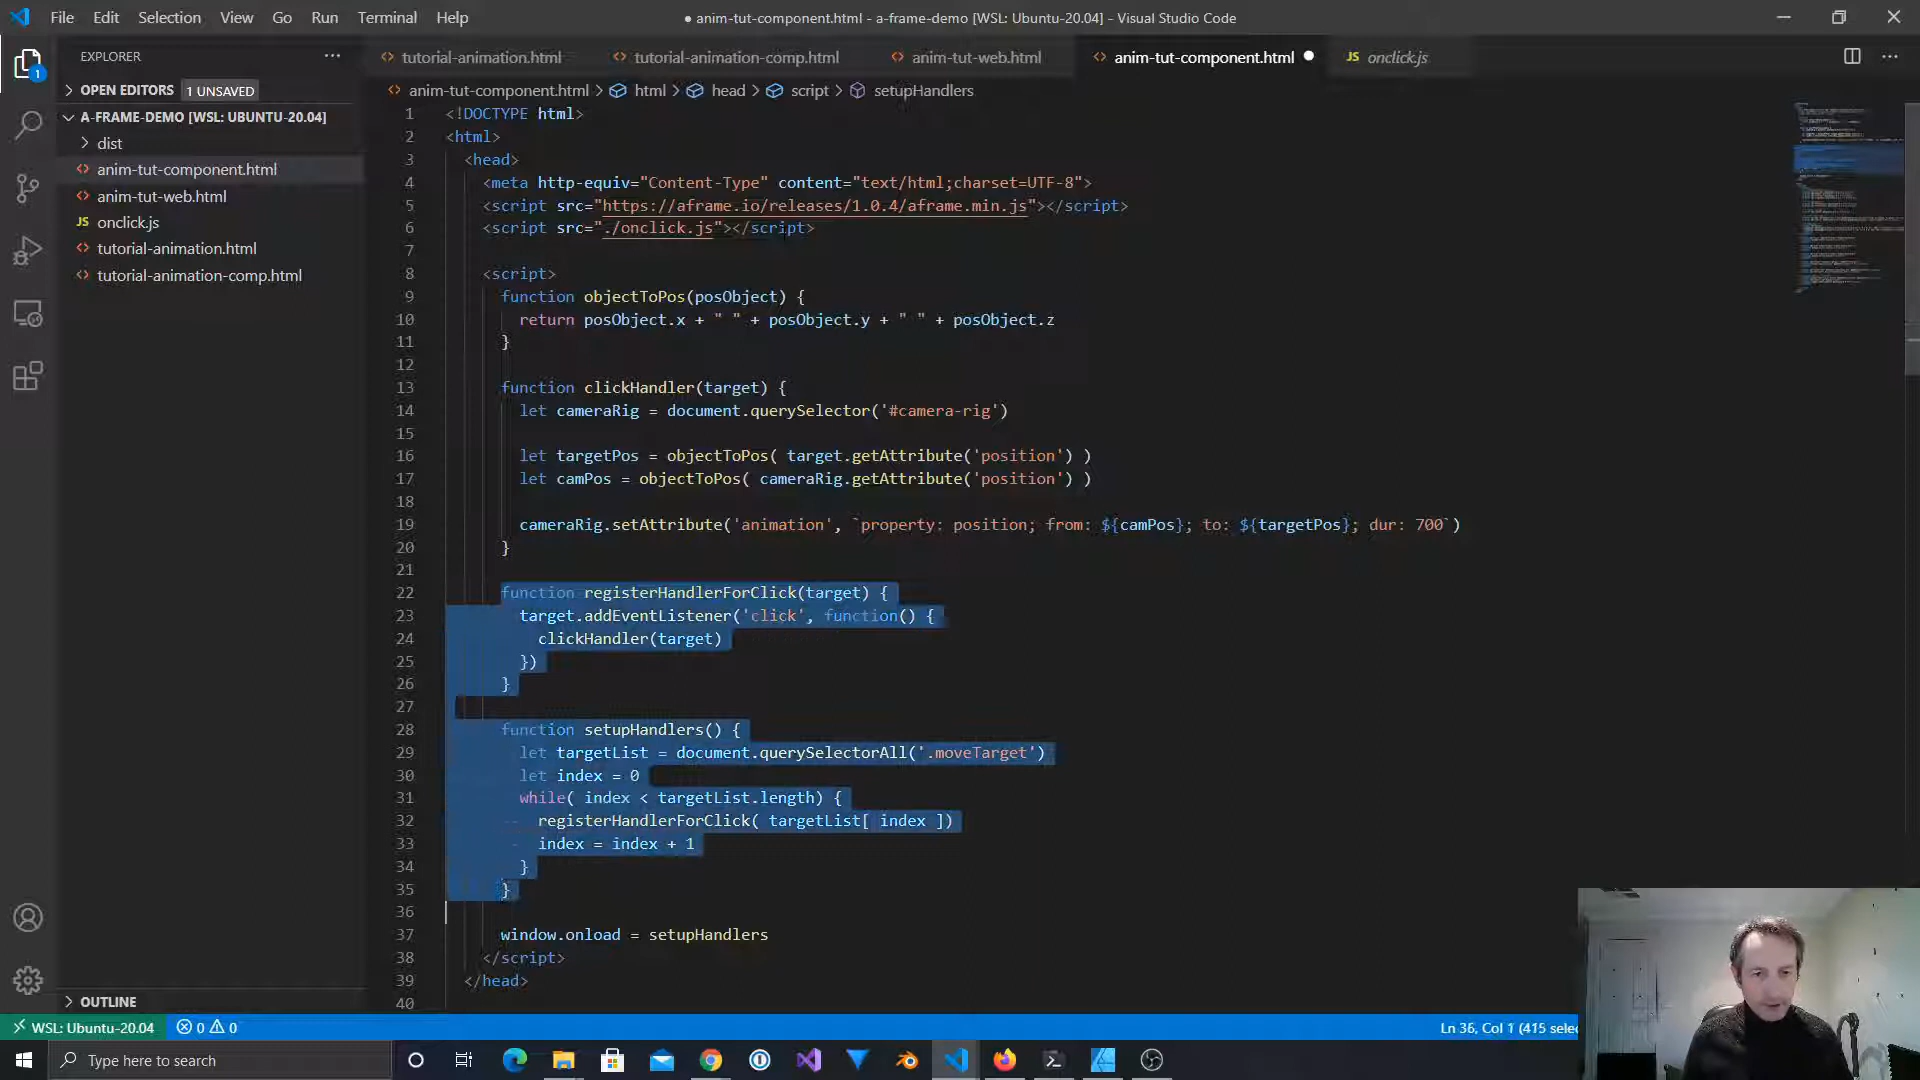 File Edit Selection View Go Run Terminal Help
● anim-tut-component.html - a-frame-demo [WSL: Ubuntu-20.04] - Visual Studio Code
EXPLORER
tutorial-animation.html tutorial-animation-comp.html anim-tut-web.html anim-tut-component.html JS onclick.js
1
OPEN EDITORS 1 UNSAVED
A-FRAME-DEMO [WSL: UBUNTU-20.04]
dist
anim-tut-component.html
anim-tut-web.html
JS onclick.js
tutorial-animation.html
tutorial-animation-comp.html
anim-tut-component.html > html > head > script > setupHandlers
1 <!DOCTYPE html>
2 <html>
3 <head>
4 <meta http-equiv="Content-Type" content="text/html;charset=UTF-8">
5 <script src="https://aframe.io/releases/1.0.4/aframe.min.js"></script>
6 <script src="./onclick.js"></script>
7
8 <script>
9 function objectToPos(posObject) {
10 return posObject.x + " " + posObject.y + " " + posObject.z
11 }
12
13 function clickHandler(target) {
14 let cameraRig = document.querySelector('#camera-rig')
15
16 let targetPos = objectToPos( target.getAttribute('position') )
17 let camPos = objectToPos( cameraRig.getAttribute('position') )
18
19 cameraRig.setAttribute('animation', `property: position; from: ${camPos}; to: ${targetPos}; dur: 700`)
20 }
21
22 function registerHandlerForClick(target) {
23 target.addEventListener('click', function() {
24 clickHandler(target)
25 })
26 }
27
28 function setupHandlers() {
29 let targetList = document.querySelectorAll('.moveTarget')
30 let index = 0
31 while( index < targetList.length) {
32 registerHandlerForClick( targetList[ index ])
33 index = index + 1
34 }
35 }
36
37 window.onload = setupHandlers
38 </script>
39 </head>
40
OUTLINE
WSL: Ubuntu-20.04 0 0 Ln 36, Col 1 (415 selec
Type here to search